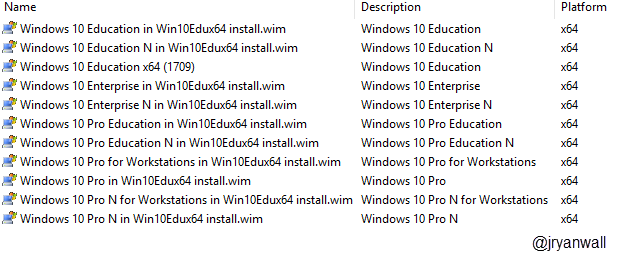 Name Description Platform
Windows 10 Education in Win10Edux64 install.wim Windows 10 Education x64
Windows 10 Education N in Win10Edux64 install.wim Windows 10 Education N x64
Windows 10 Education x64 (1709) Windows 10 Education x64
Windows 10 Enterprise in Win10Edux64 install.wim Windows 10 Enterprise x64
Windows 10 Enterprise N in Win10Edux64 install.wim Windows 10 Enterprise N x64
Windows 10 Pro Education in Win10Edux64 install.wim Windows 10 Pro Education x64
Windows 10 Pro Education N in Win10Edux64 install.wim Windows 10 Pro Education N x64
Windows 10 Pro for Workstations in Win10Edux64 install.wim Windows 10 Pro for Workstations x64
Windows 10 Pro in Win10Edux64 install.wim Windows 10 Pro x64
Windows 10 Pro N for Workstations in Win10Edux64 install.wim Windows 10 Pro N for Workstations x64
Windows 10 Pro N in Win10Edux64 install.wim Windows 10 Pro N x64
@jryanwall